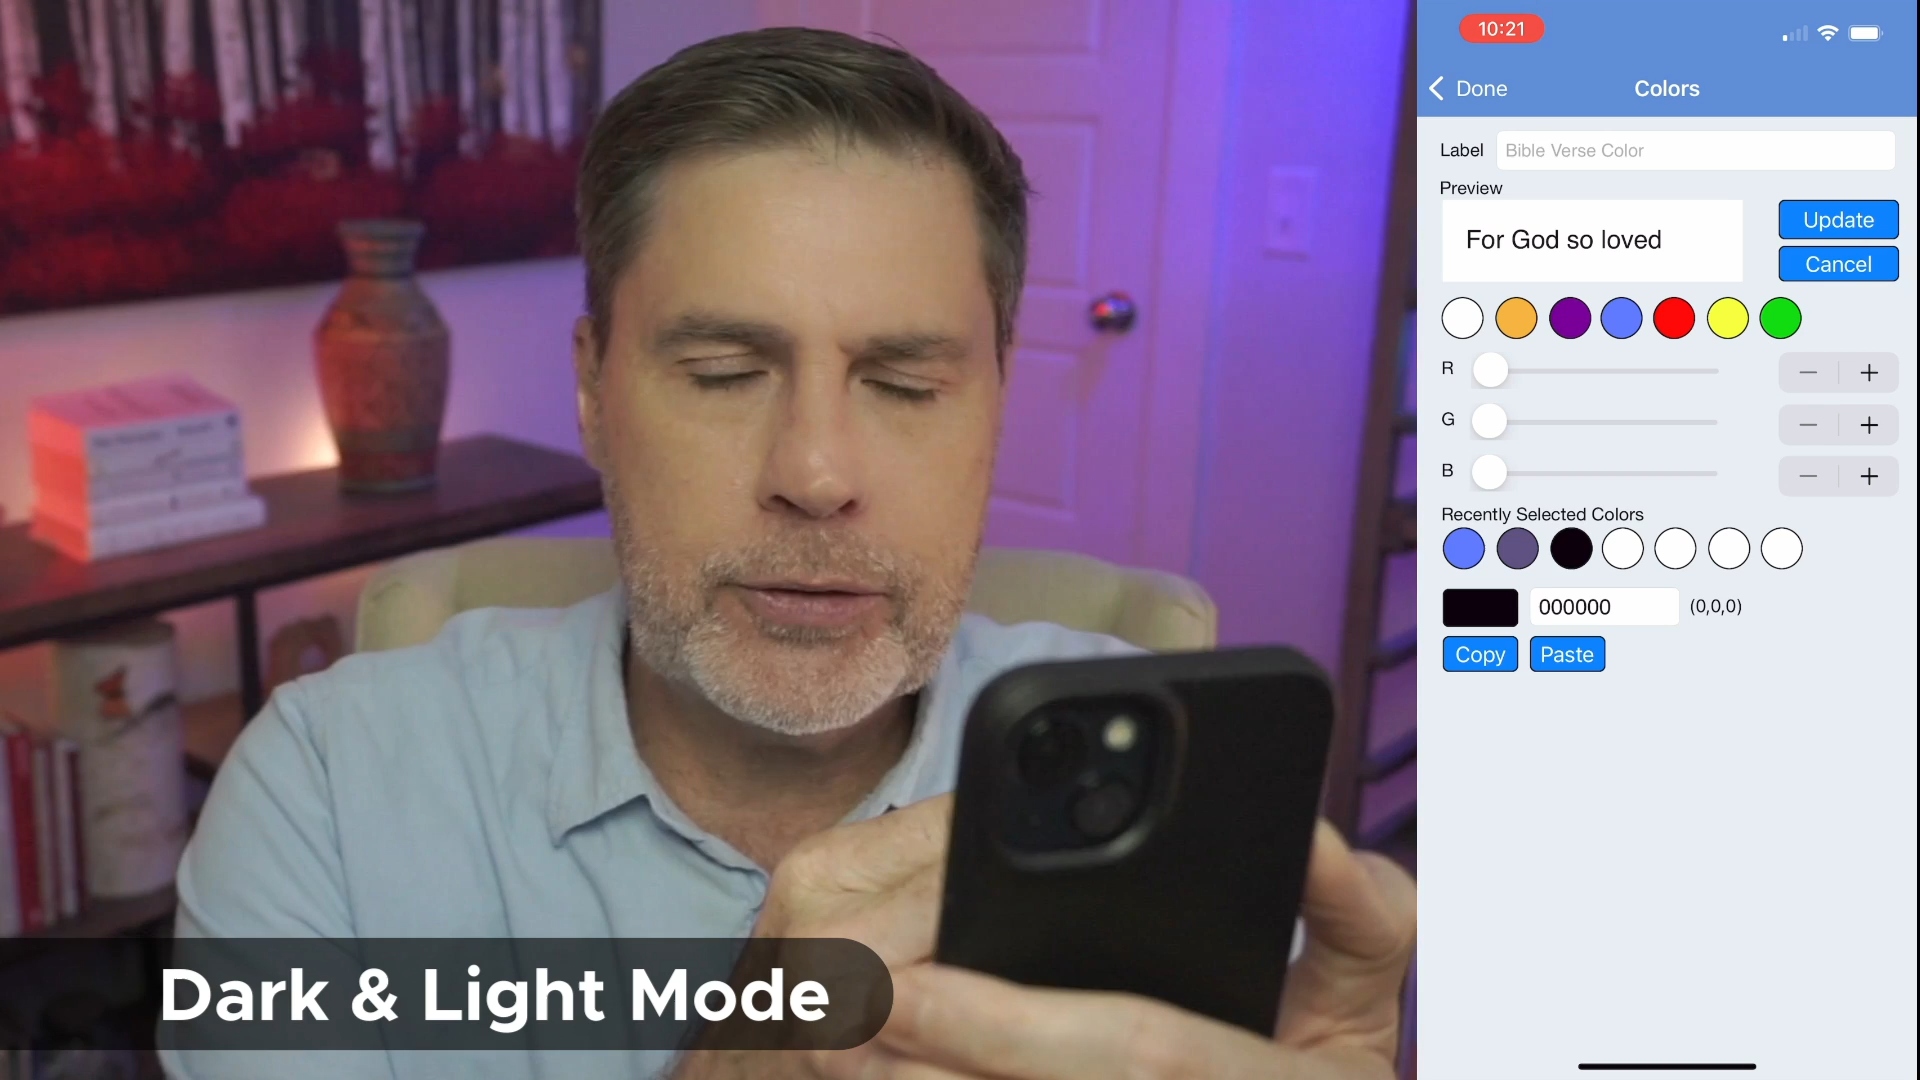 Dark & Light Mode
10:21
Done
Colors
Label
Bible Verse Color
Preview
For God so loved
Update
Cancel
R
G
B
Recently Selected Colors
000000
(0,0,0)
Copy
Paste